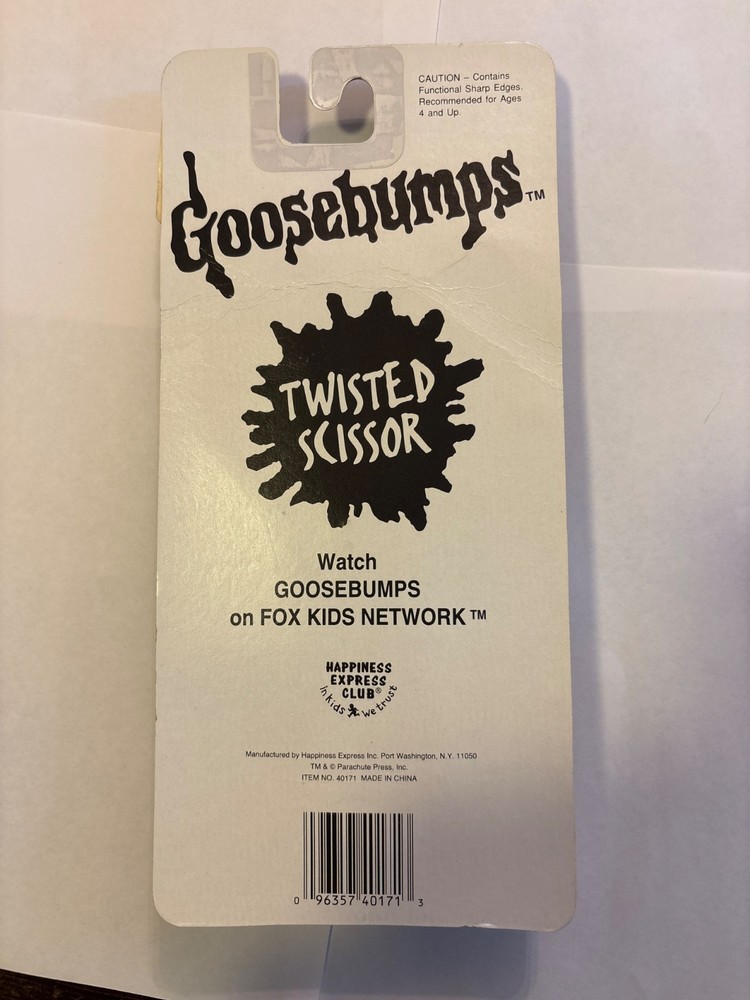 CAUTION – Contains
Functional Sharp Edges.
Recommended for Ages
4 and Up.
Goosebumps™
TWISTED
SCISSOR
Watch
GOOSEBUMPS
on FOX KIDS NETWORK™
HAPPINESS
EXPRESS
CLUB®
In kids we trust
Manufactured by Happiness Express Inc. Port Washington, N.Y. 11050
TM & © Parachute Press, Inc.
ITEM NO. 40171 MADE IN CHINA
0 96357 40171 3